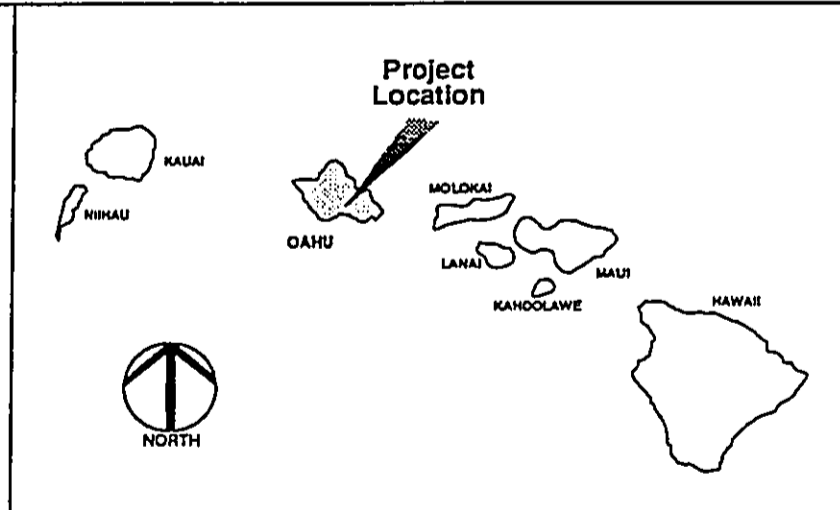 Project
Location
KAUAI
NIIHAU
OAHU
MOLOKAI
LANAI
MAUI
KAHOOLAWE
HAWAII
NORTH